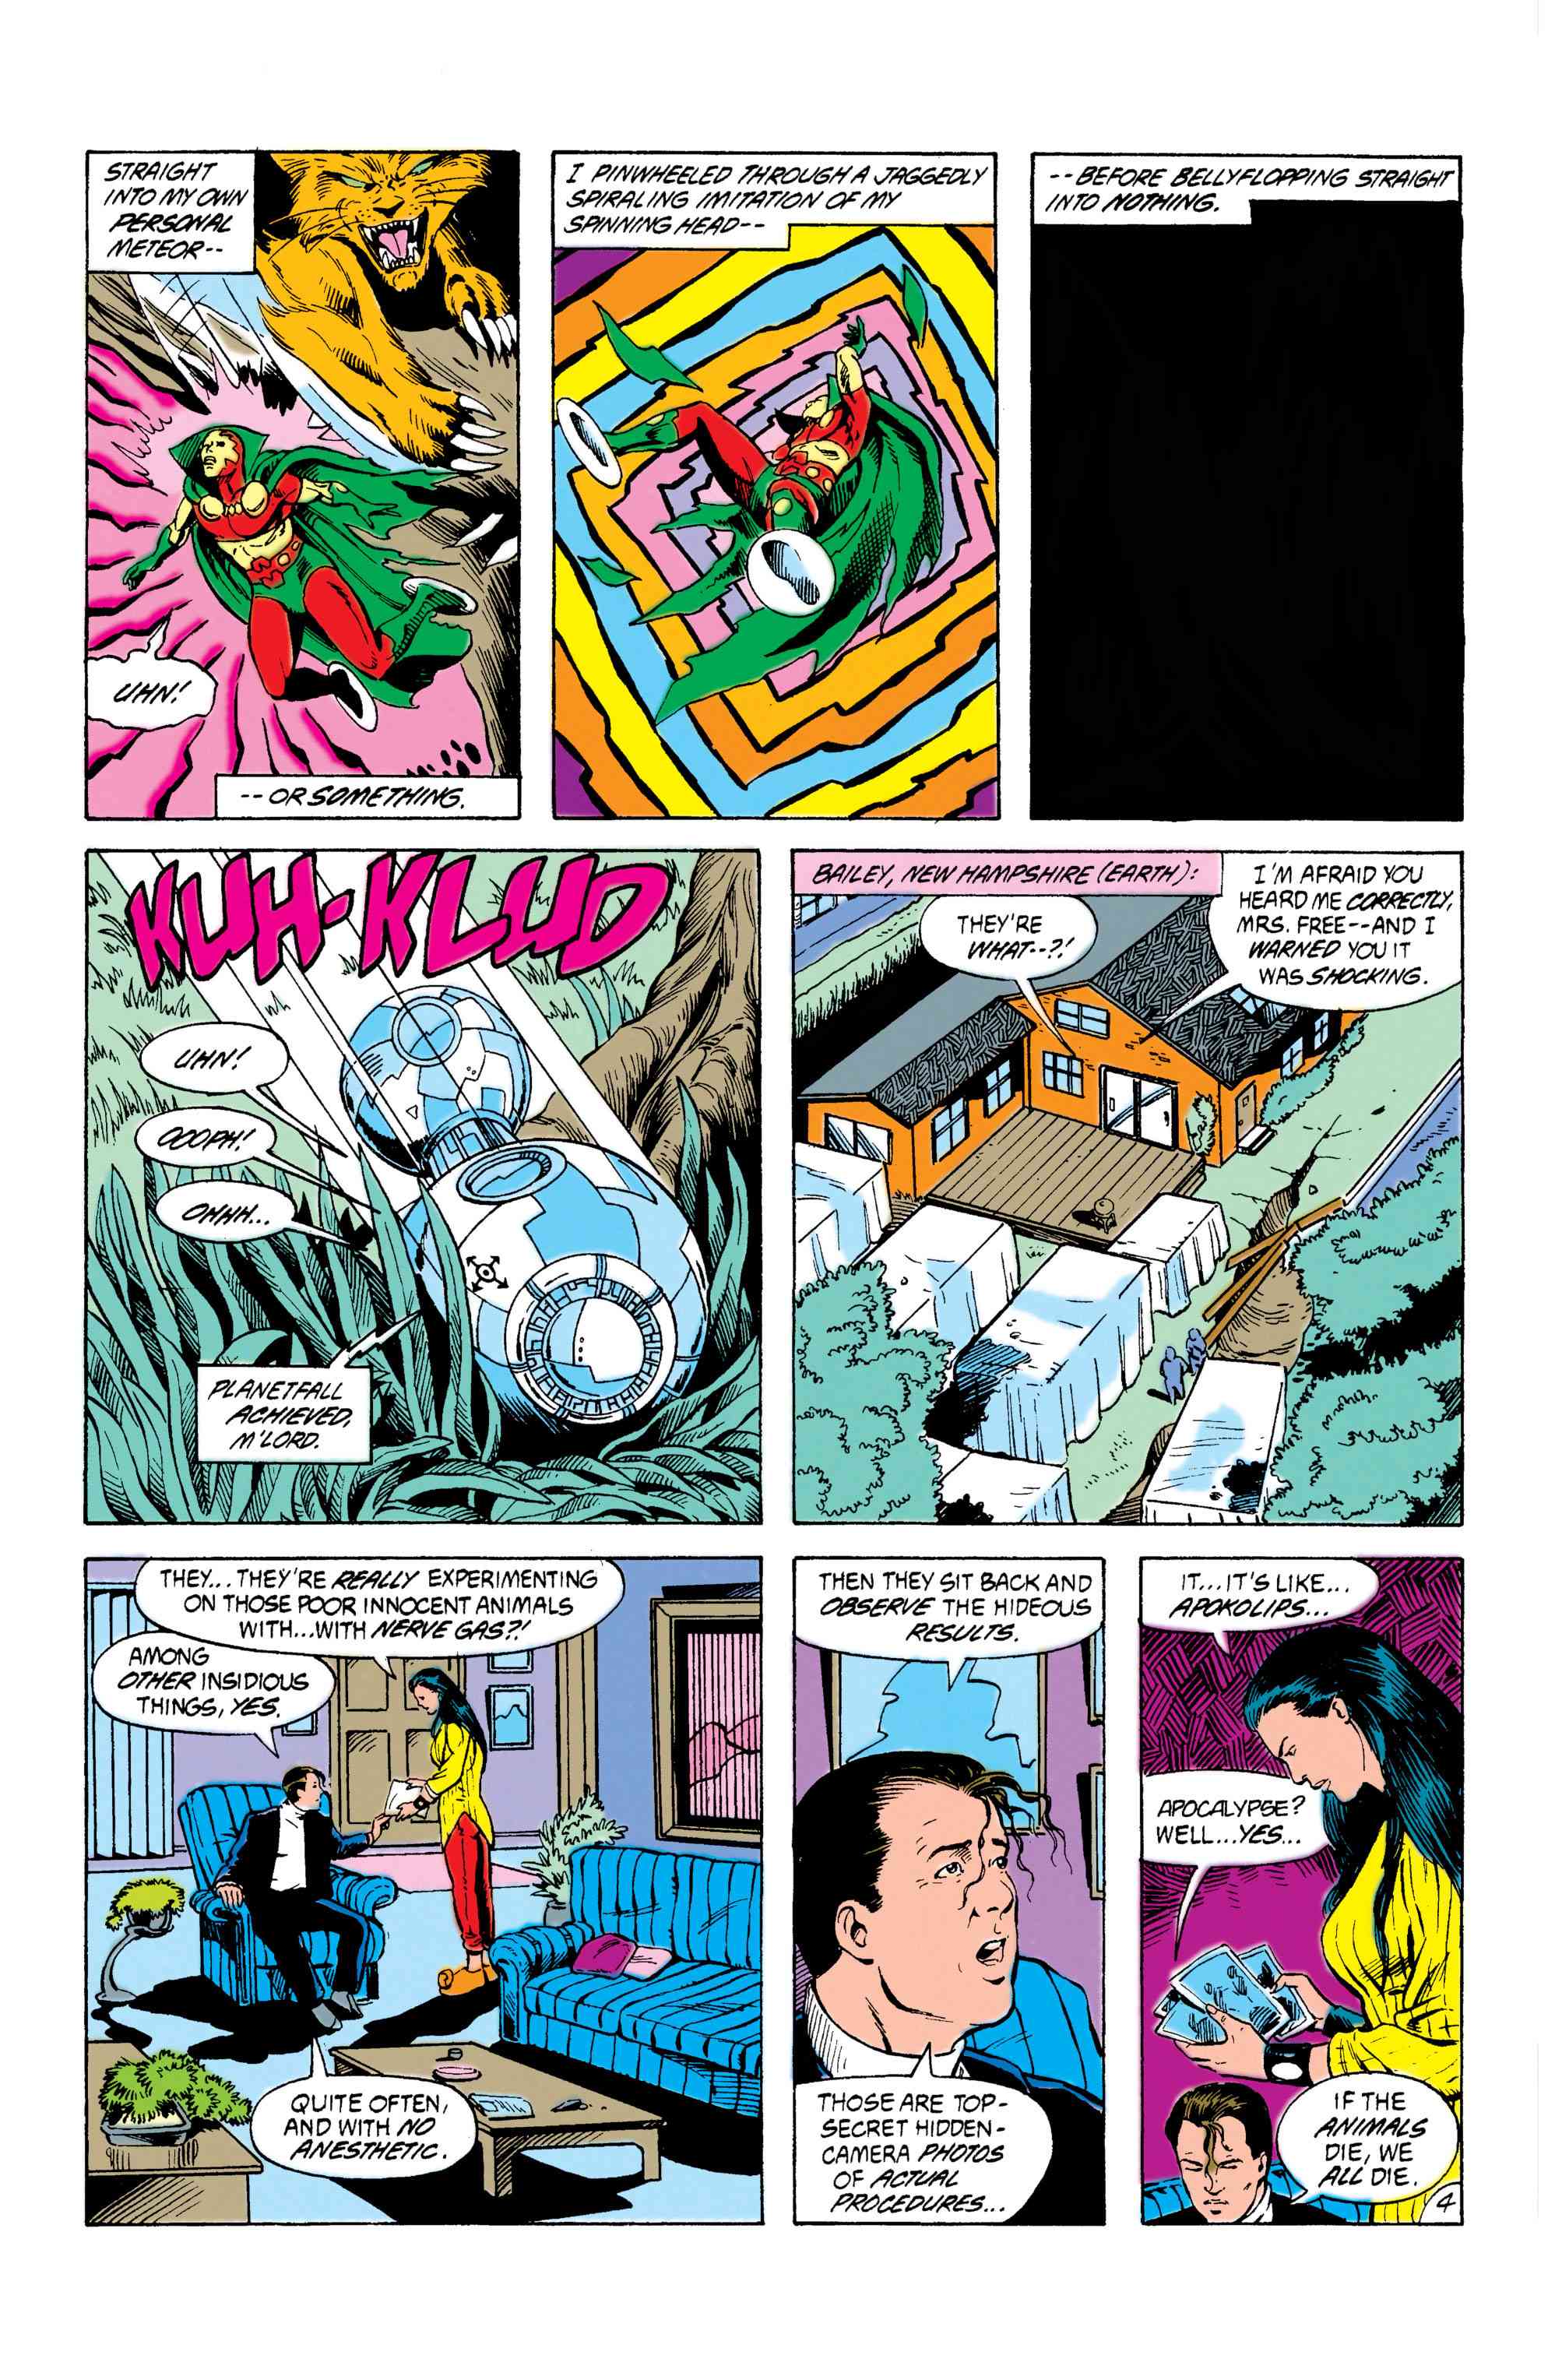 STRAIGHT
INTO MY OWN
PERSONAL
METEOR--
UHN!
--OR SOMETHING.
I PINWHEELED THROUGH A JAGGEDLY
SPIRALING IMITATION OF MY
SPINNING HEAD--
--BEFORE BELLYFLOPPING STRAIGHT
INTO NOTHING.
KUH-KLUD
UHN!
OOOPH!
OHHH...
PLANETFALL
ACHIEVED,
M'LORD.
BAILEY, NEW HAMPSHIRE (EARTH):
THEY'RE
WHAT--?!
I'M AFRAID YOU
HEARD ME CORRECTLY,
MRS. FREE--AND I
WARNED YOU IT
WAS SHOCKING.
THEY...THEY'RE REALLY EXPERIMENTING
ON THOSE POOR INNOCENT ANIMALS
WITH...WITH NERVE GAS?!
AMONG
OTHER INSIDIOUS
THINGS, YES.
QUITE OFTEN,
AND WITH NO
ANESTHETIC.
THEN THEY SIT BACK AND
OBSERVE THE HIDEOUS
RESULTS.
THOSE ARE TOP-
SECRET HIDDEN-
CAMERA PHOTOS
OF ACTUAL
PROCEDURES...
IT...IT'S LIKE...
APOKOLIPS...
APOCALYPSE?
WELL...YES...
IF THE
ANIMALS
DIE, WE
ALL DIE.
4